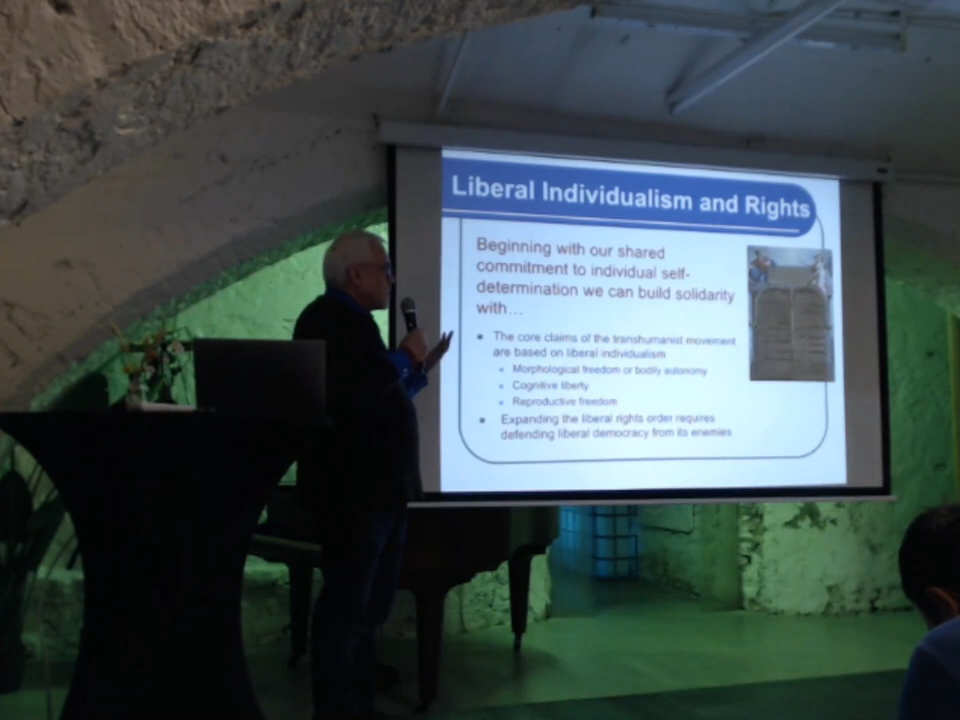 Liberal Individualism and Rights
Beginning with our shared
commitment to individual self-
determination we can build solidarity
with…
• The core claims of the transhumanist movement
are based on liberal individualism
• Morphological freedom or bodily autonomy
• Cognitive liberty
• Reproductive freedom
• Expanding the liberal rights order requires
defending liberal democracy from its enemies